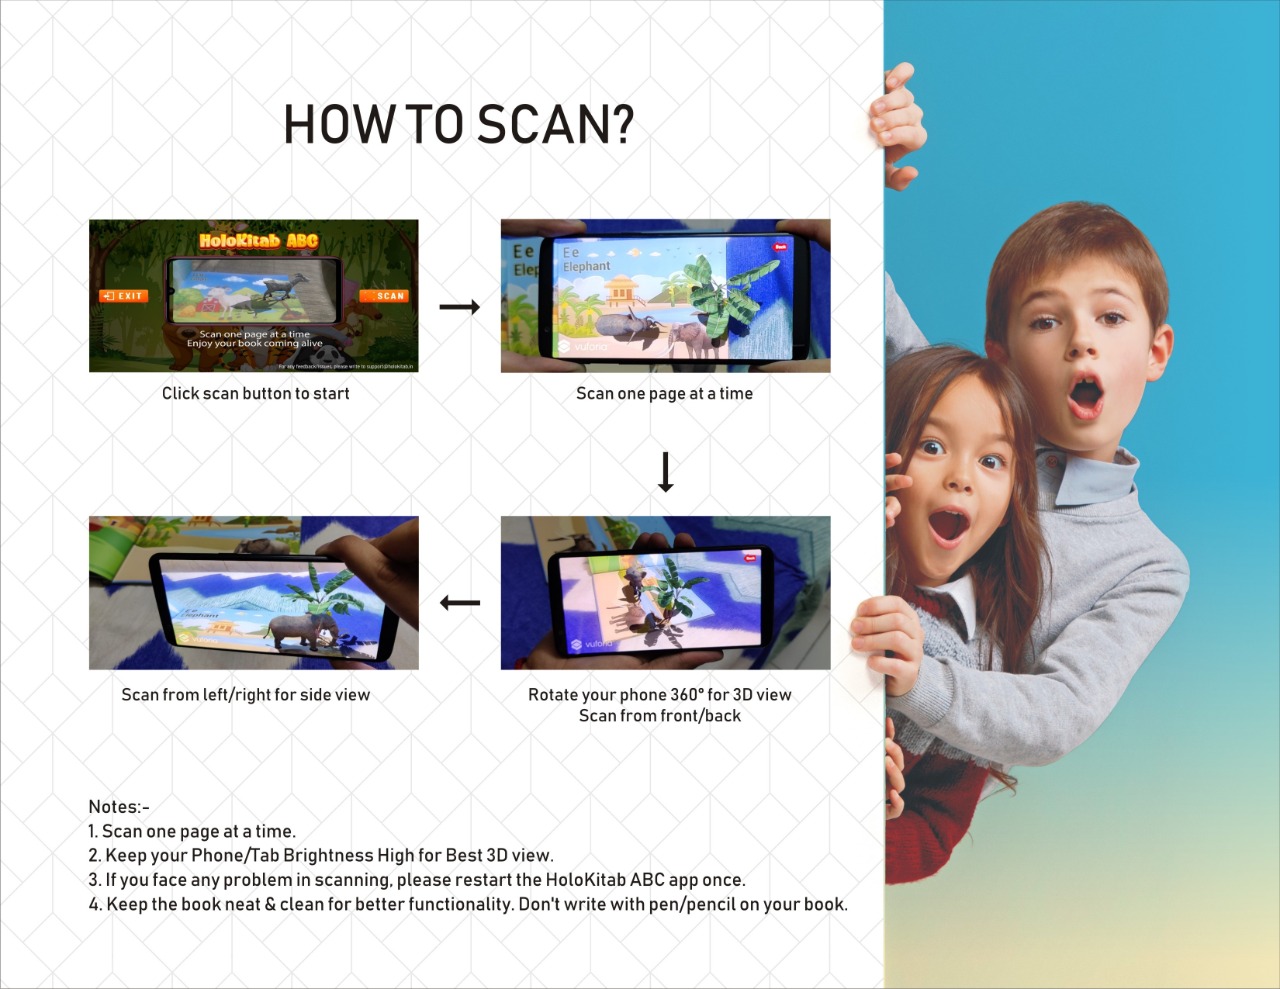 HOW TO SCAN?
HoloKitab ABC
EXIT
SCAN
Scan one page at a time
Enjoy your book coming alive
For any feedback/issues, please write to support@holokitab.in
Click scan button to start
E e
Elep
E e
Elephant
Back
vuforia
Scan one page at a time
E e
Elephant
vuforia
Scan from left/right for side view
Back
vuforia
Rotate your phone 360° for 3D view
Scan from front/back
Notes:-
1. Scan one page at a time.
2. Keep your Phone/Tab Brightness High for Best 3D view.
3. If you face any problem in scanning, please restart the HoloKitab ABC app once.
4. Keep the book neat & clean for better functionality. Don't write with pen/pencil on your book.